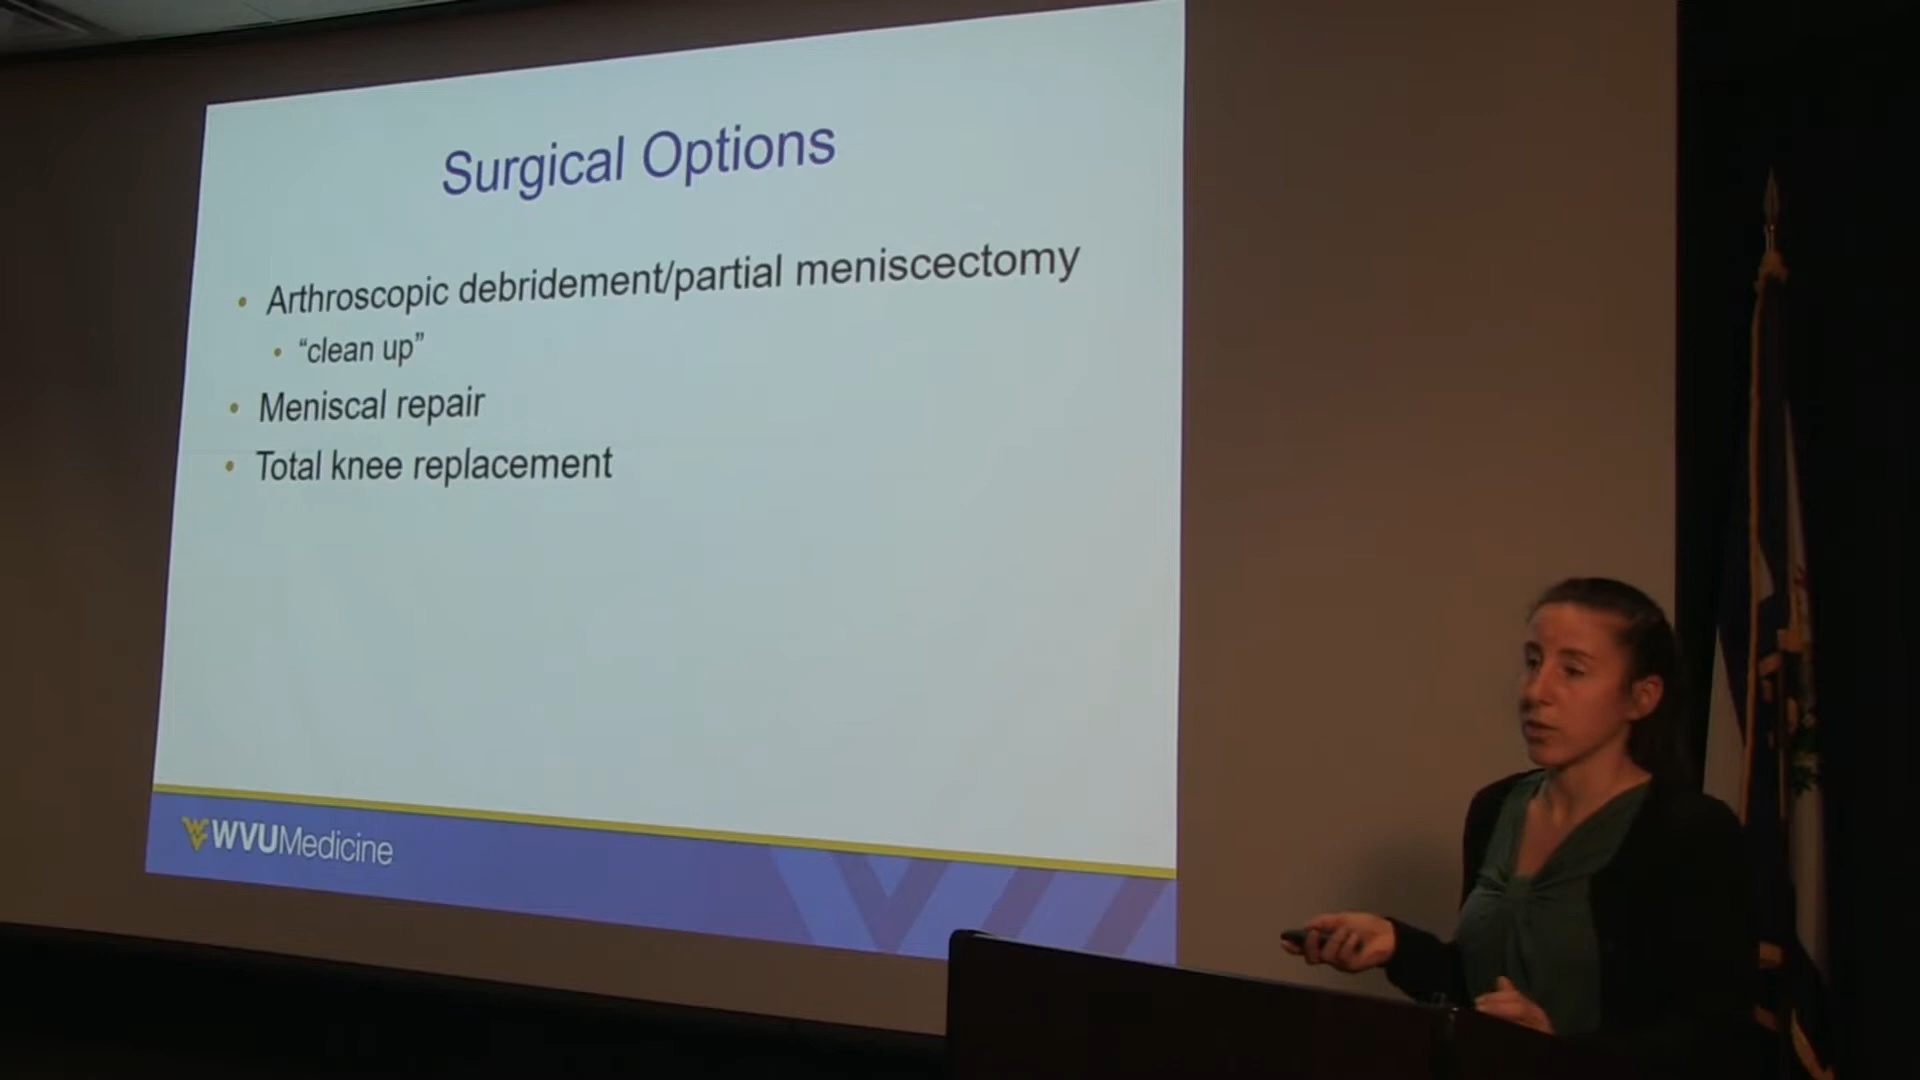 Surgical Options
• Arthroscopic debridement/partial meniscectomy
• “clean up”
• Meniscal repair
• Total knee replacement
WVUMedicine